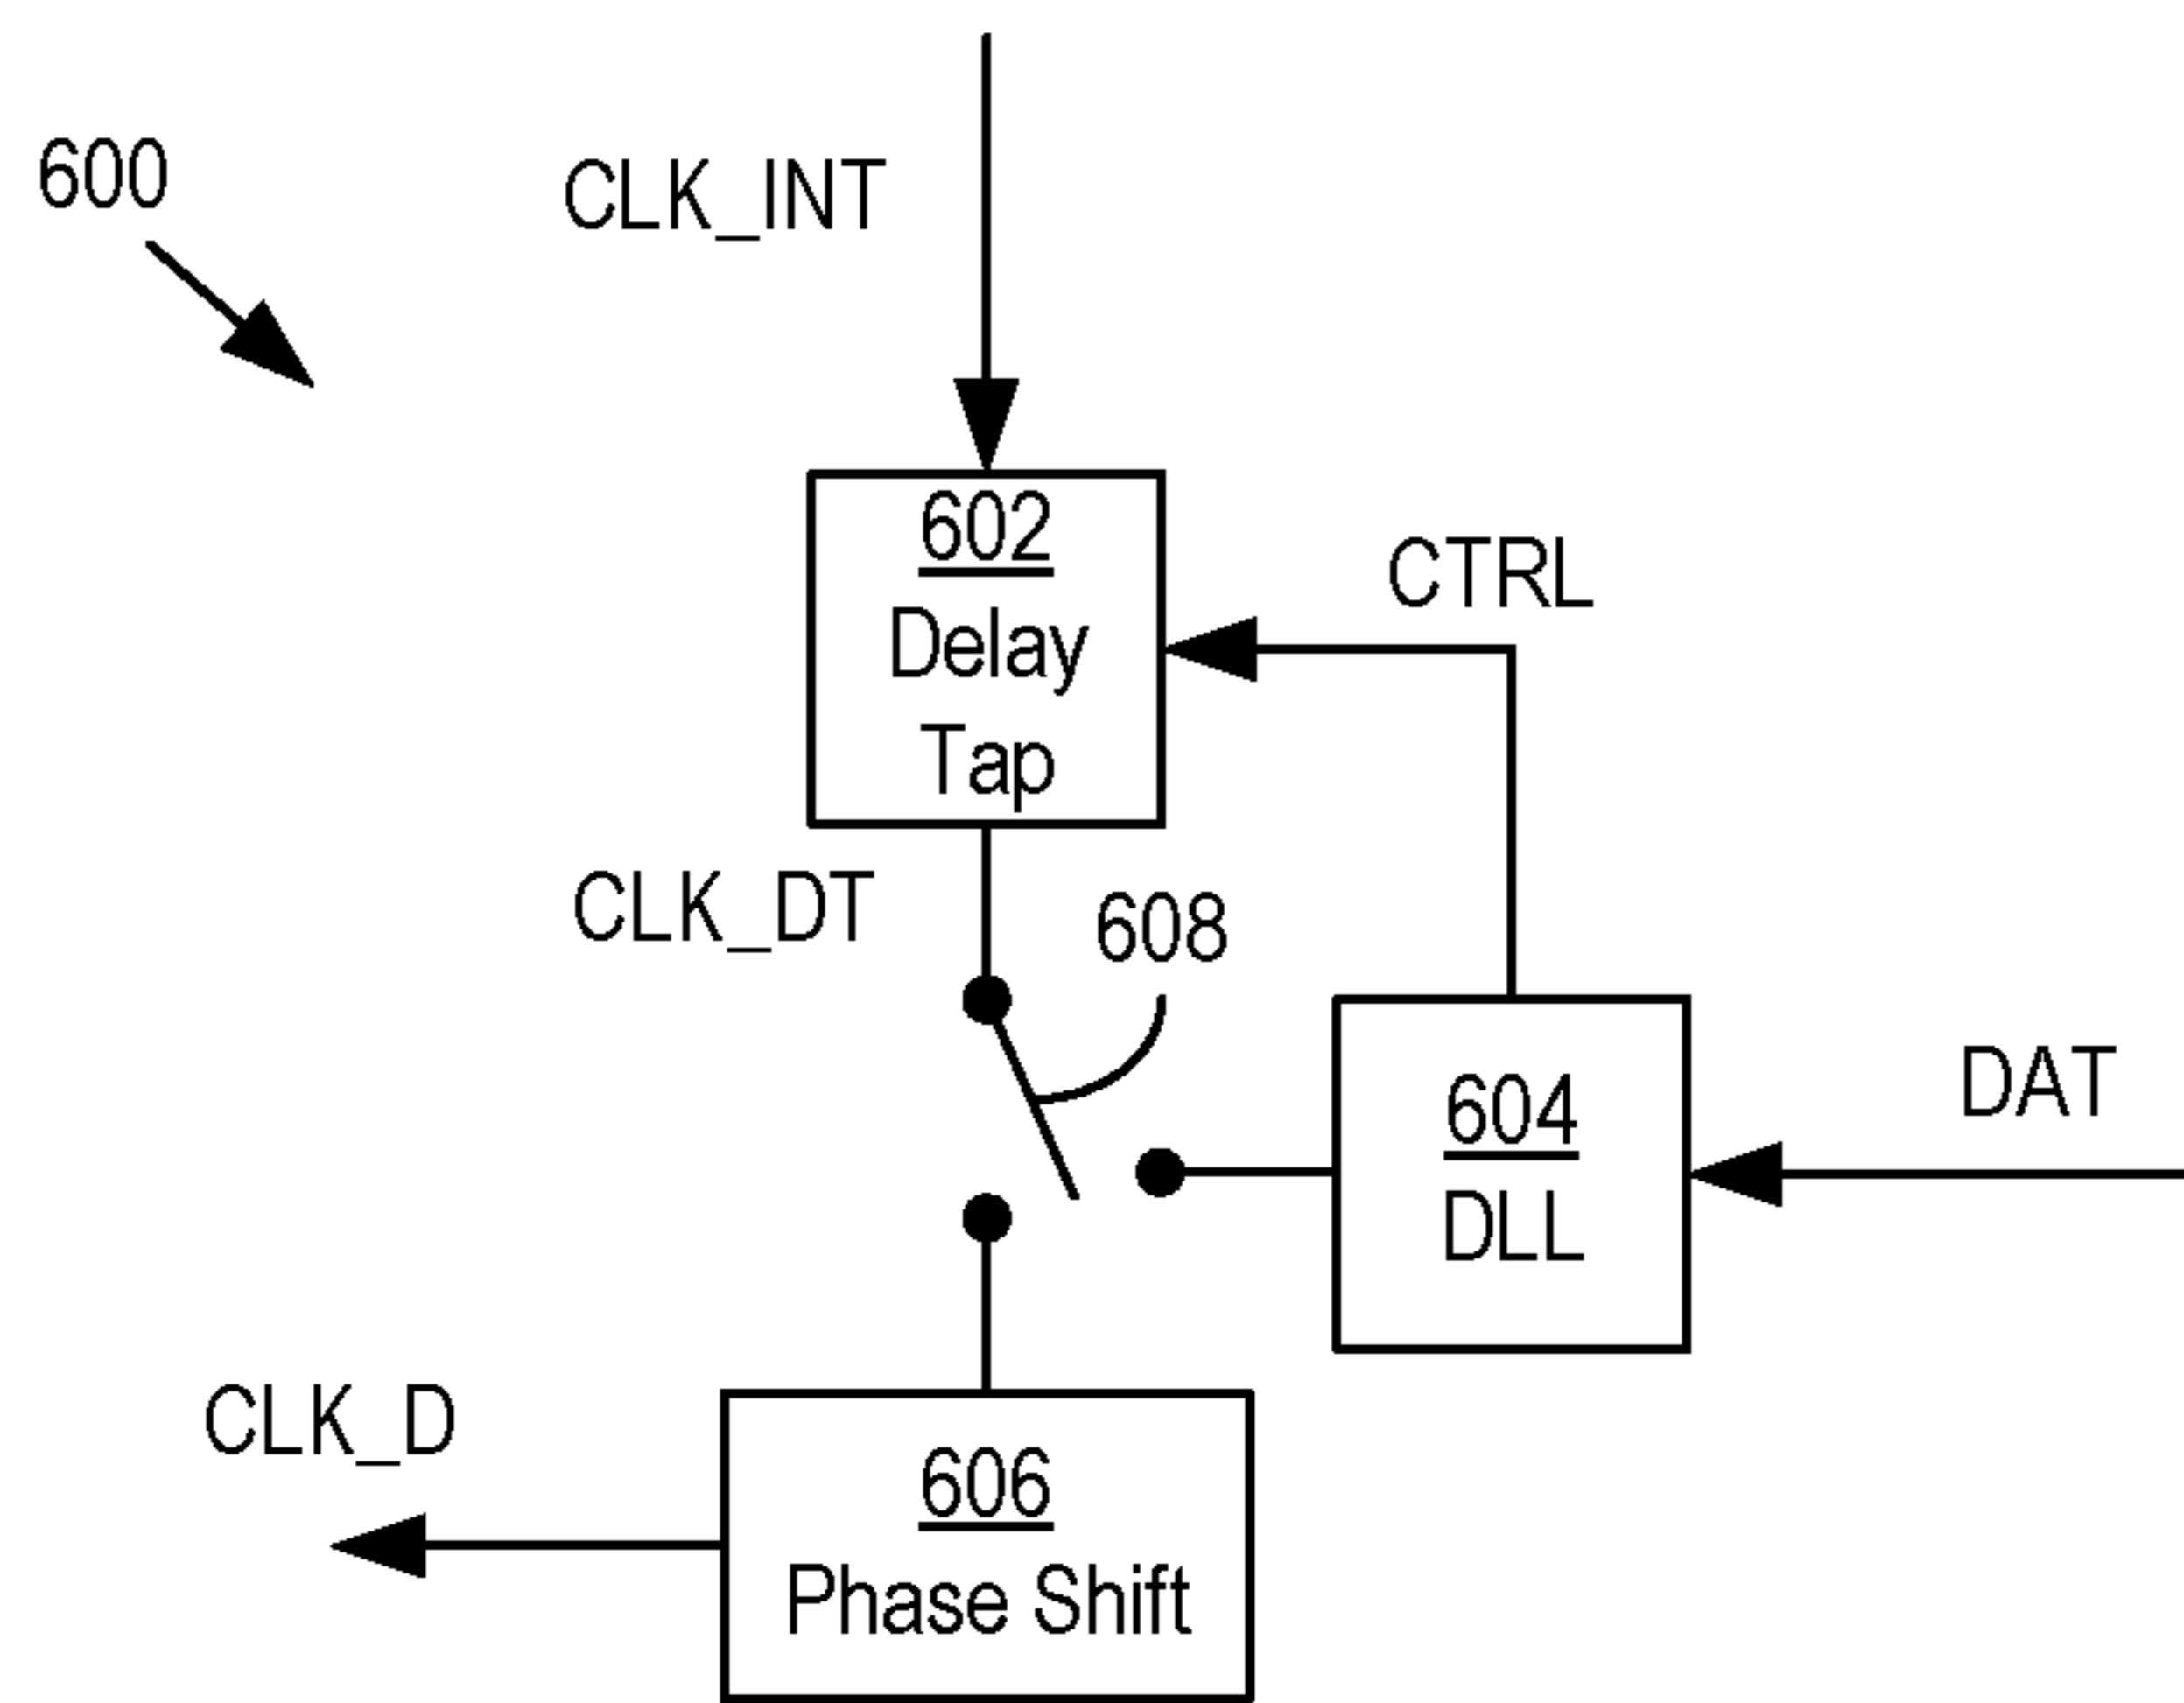 600
CLK_INT
602
Delay
Tap
CTRL
CLK_DT
608
604
DLL
DAT
CLK_D
606
Phase Shift